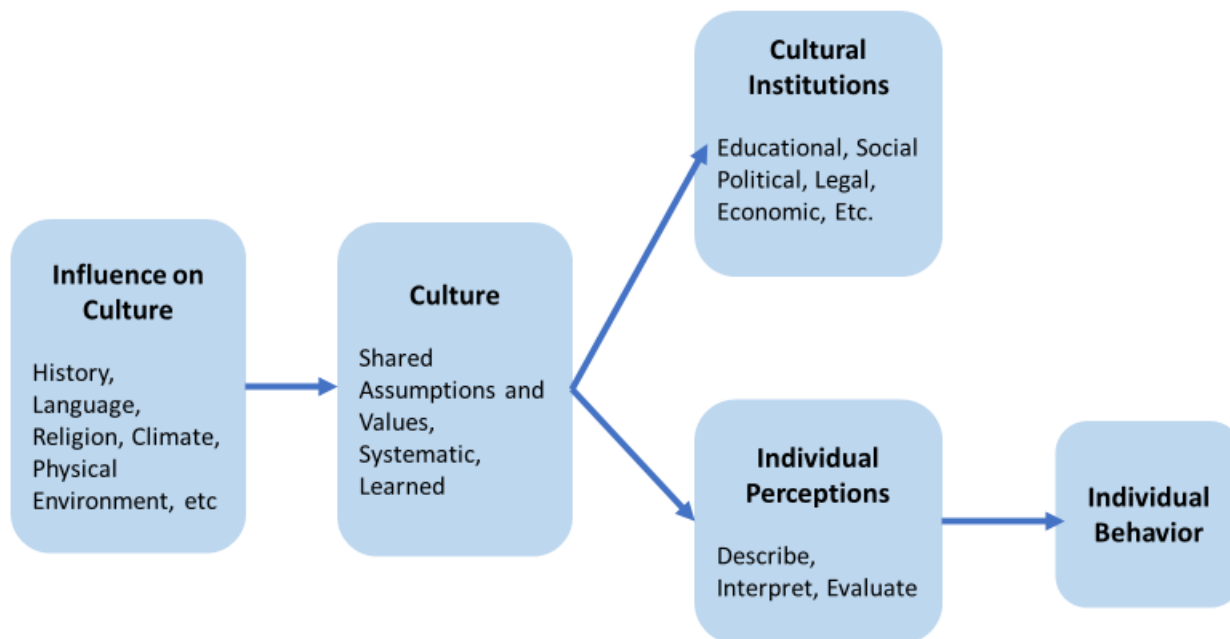 Influence on
Culture
History,
Language,
Religion, Climate,
Physical
Environment, etc
Culture
Shared
Assumptions and
Values,
Systematic,
Learned
Cultural
Institutions
Educational, Social
Political, Legal,
Economic, Etc.
Individual
Perceptions
Describe,
Interpret, Evaluate
Individual
Behavior